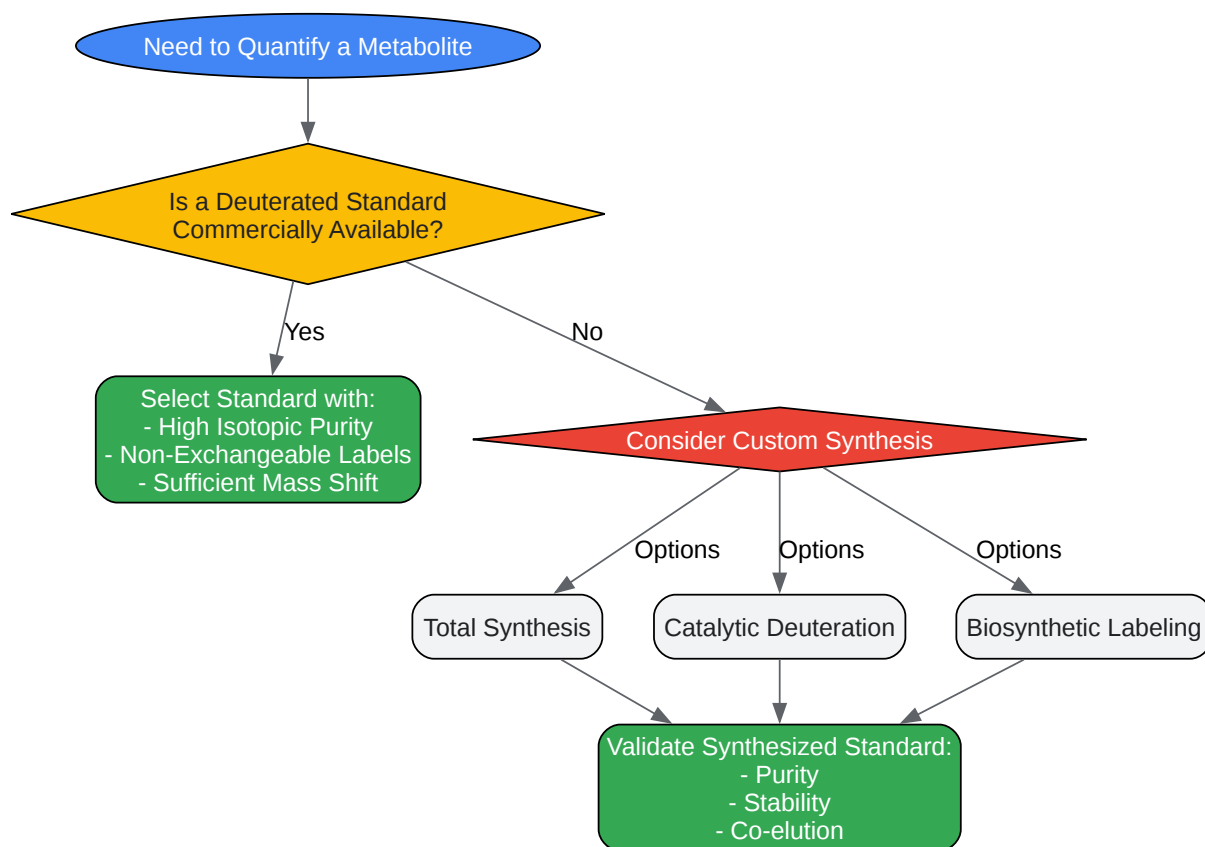 Need to Quantify a Metabolite
Is a Deuterated Standard
Commercially Available?
Yes
No
Select Standard with:
- High Isotopic Purity
- Non-Exchangeable Labels
- Sufficient Mass Shift
Consider Custom Synthesis
Options
Options
Options
Total Synthesis
Catalytic Deuteration
Biosynthetic Labeling
Validate Synthesized Standard:
- Purity
- Stability
- Co-elution